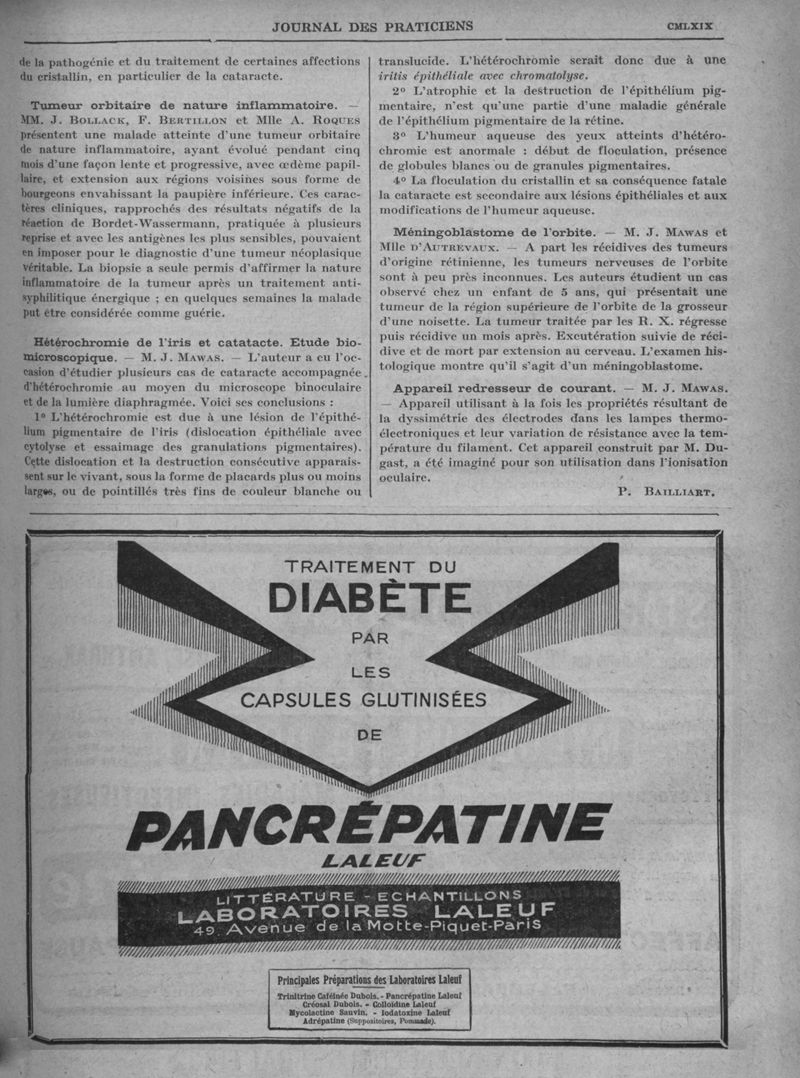 JOURNAL DES PRATICIENS
CMLXIX
de la pathogénie et du traitement de certaines affections
du cristallin, en particulier de la cataracte.
Tumeur orbitaire de nature inflammatoire. —
MM. J. BOLLACK, F. BERTILLON et Mlle A. ROQUES
présentent une malade atteinte d'une tumeur orbitaire
de nature inflammatoire, ayant évolué pendant cinq
mois d'une façon lente et progressive, avec œdème papil-
laire, et extension aux régions voisines sous forme de
bourgeons envahissant la paupière inférieure. Ces carac-
tères cliniques, rapprochés des résultats négatifs de la
réaction de Bordet-Wassermann, pratiquée à plusieurs
reprise et avec les antigènes les plus sensibles, pouvaient
en imposer pour le diagnostic d'une tumeur néoplasique
véritable. La biopsie a seule permis d'affirmer la nature
inflammatoire de la tumeur après un traitement anti-
syphilitique énergique ; en quelques semaines la malade
put être considérée comme guérie.
Hétérochromie de l'iris et catatacte. Etude bio-
microscopique. — M. J. MAWAS. — L'auteur a eu l'oc-
casion d'étudier plusieurs cas de cataracte accompagnée
d'hétérochromie au moyen du microscope binoculaire
et de la lumière diaphragmée. Voici ses conclusions :
1° L'hétérochromie est due à une lésion de l'épithé-
lium pigmentaire de l'iris (dislocation épithéliale avec
cytolyse et essaimage des granulations pigmentaires).
Cette dislocation et la destruction consécutive apparais-
sent sur le vivant, sous la forme de placards plus ou moins
larges, ou de pointillés très fins de couleur blanche ou
translucide. L'hétérochromie serait donc due à une
iritis épithéliale avec chromatolyse.
2° L'atrophie et la destruction de l'épithélium pig-
mentaire, n'est qu'une partie d'une maladie générale
de l'épithélium pigmentaire de la rétine.
3° L'humeur aqueuse des yeux atteints d'hétéro-
chromie est anormale : début de floculation, présence
de globules blancs ou de granules pigmentaires.
4° La floculation du cristallin et sa conséquence fatale
la cataracte est secondaire aux lésions épithéliales et aux
modifications de l'humeur aqueuse.
Méningoblastome de l'orbite. — M. J. MAWAS et
Mlle D'AUTREVAUX. — A part les récidives des tumeurs
d'origine rétinienne, les tumeurs nerveuses de l'orbite
sont à peu près inconnues. Les auteurs étudient un cas
observé chez un enfant de 5 ans, qui présentait une
tumeur de la région supérieure de l'orbite de la grosseur
d'une noisette. La tumeur traitée par les R. X. régresse
puis récidive un mois après. Excutération suivie de réci-
dive et de mort par extension au cerveau. L'examen his-
tologique montre qu'il s'agit d'un méningoblastome.
Appareil redresseur de courant. — M. J. MAWAS.
— Appareil utilisant à la fois les propriétés résultant de
la dyssimétrie des électrodes dans les lampes thermo-
électroniques et leur variation de résistance avec la tem-
pérature du filament. Cet appareil construit par M. Du-
gast, a été imaginé pour son utilisation dans l'ionisation
oculaire.
P. BAILLIART.
TRAITEMENT DU
DIABÈTE
PAR
LES
CAPSULES GLUTINISÉES
DE
PANCRÉPATINE
LALEUF
LITTÉRATURE - ECHANTILLONS
LABORATOIRES LALEUF
49. Avenue de la Motte-Piquet-Paris
Principales Préparations des Laboratoires Laleuf
Trinitrine Caféinée Dubois. - Pancrépatine Laleuf
Créosal Dubois. - Colloïdine Laleuf
Mycolactine Sauvin. - Iodatoxine Laleuf
Adrépatine (Suppositoires, Pommade).